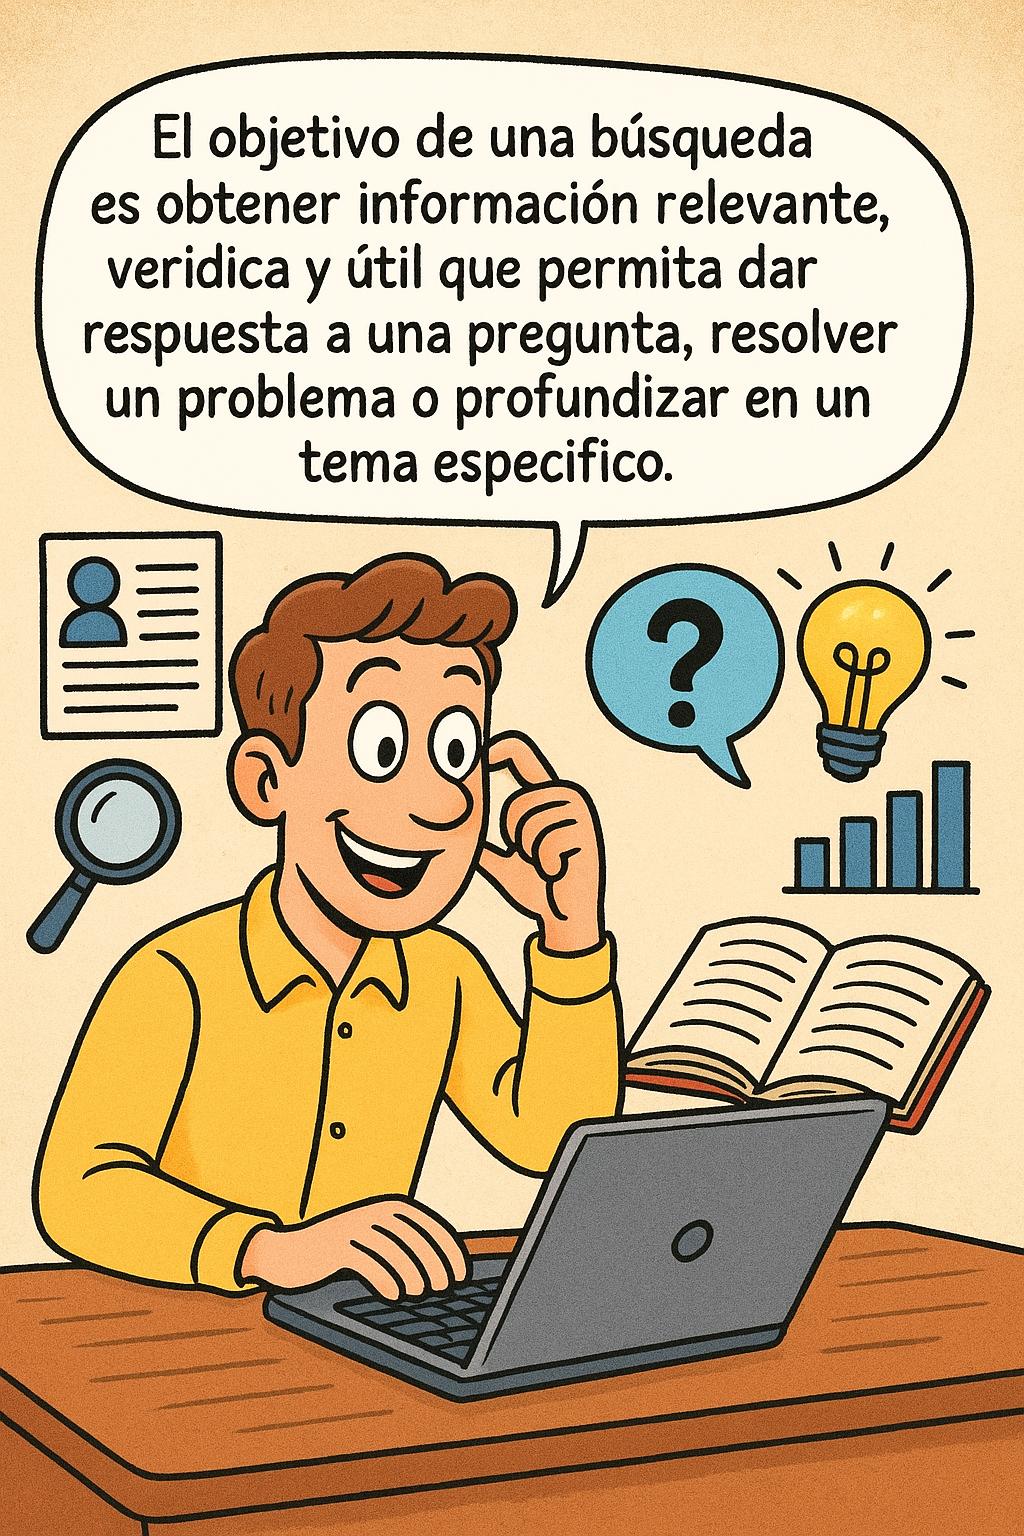 El objetivo de una búsqueda
es obtener información relevante,
veridica y útil que permita dar
respuesta a una pregunta, resolver
un problema o profundizar en un
tema especifico.
?